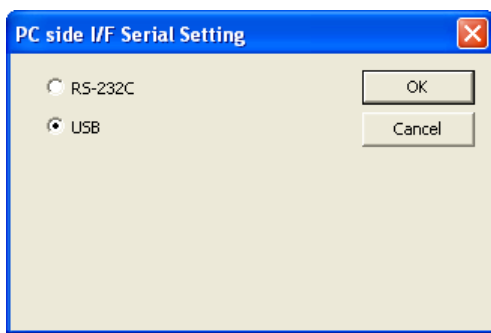 PC side I/F Serial Setting
RS-232C
OK
USB
Cancel